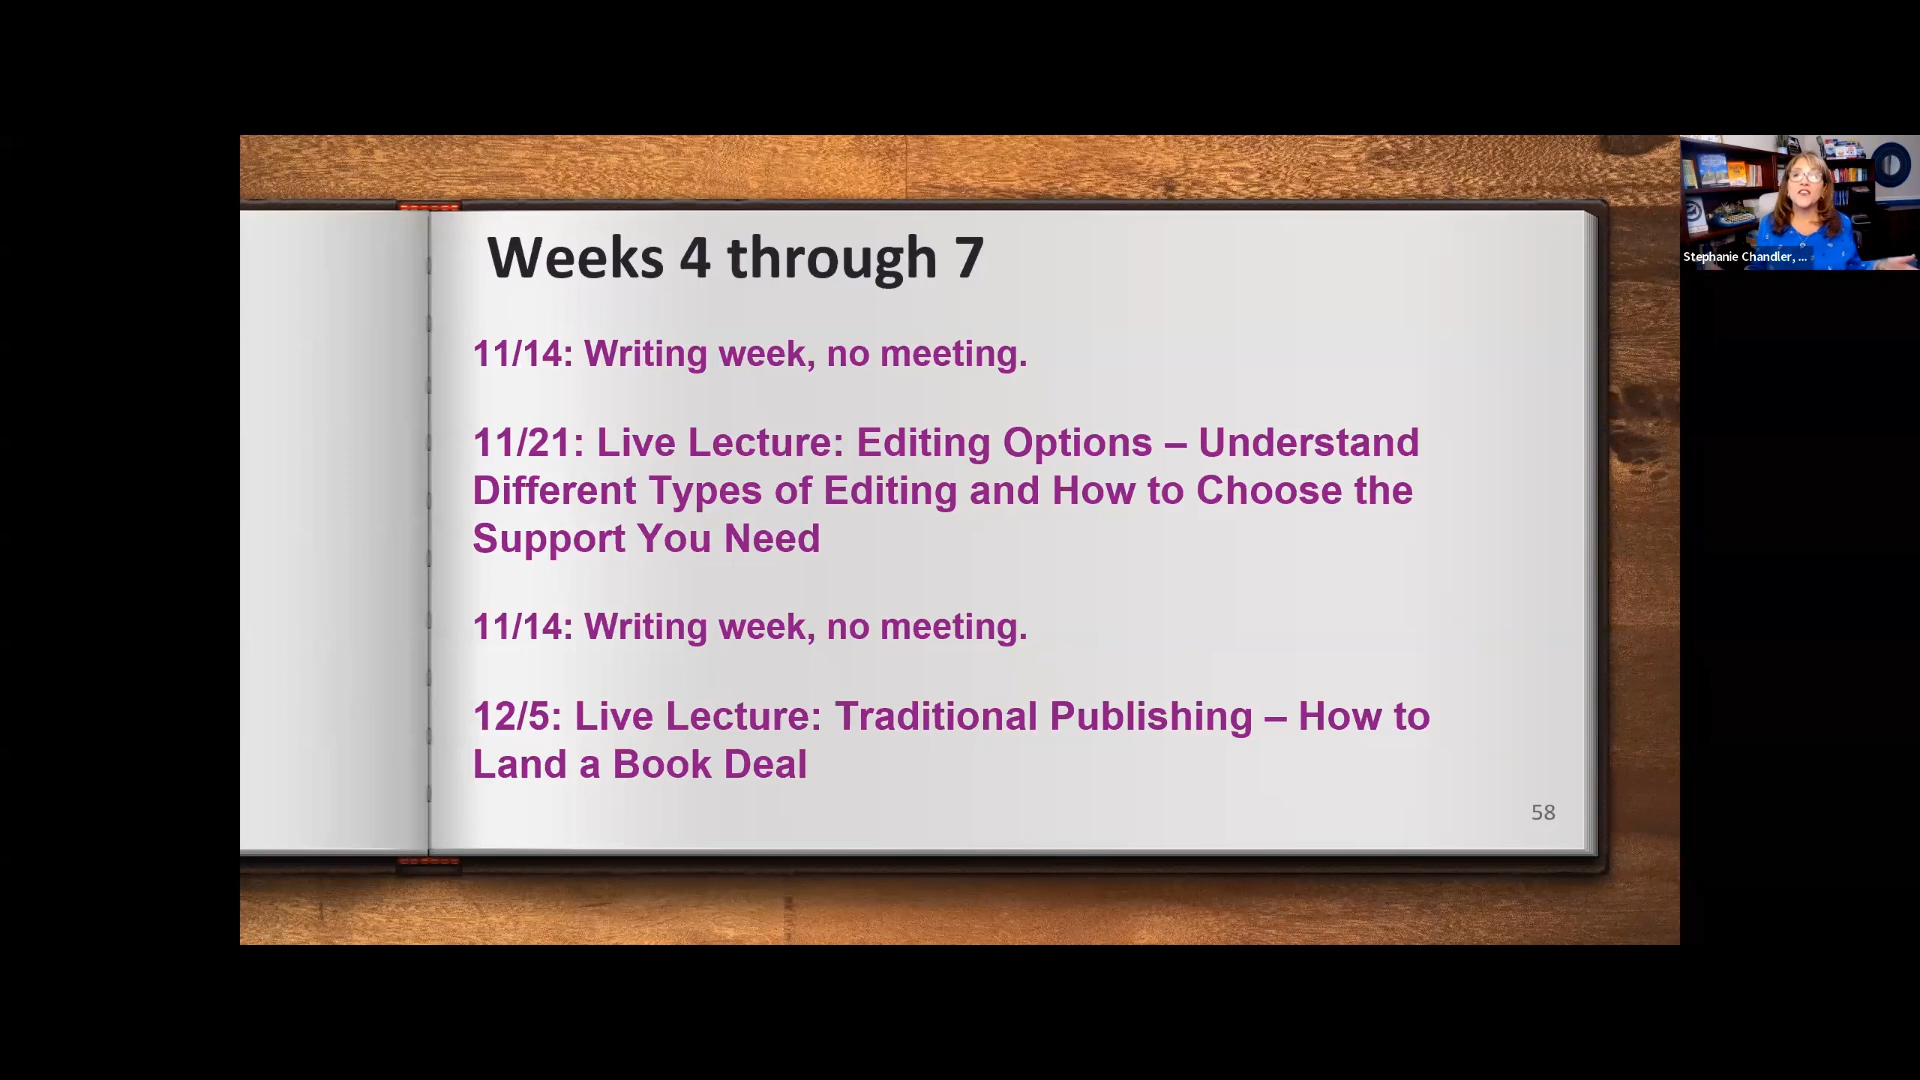 Weeks 4 through 7
11/14: Writing week, no meeting.
11/21: Live Lecture: Editing Options – Understand
Different Types of Editing and How to Choose the
Support You Need
11/14: Writing week, no meeting.
12/5: Live Lecture: Traditional Publishing – How to
Land a Book Deal
58
Stephanie Chandler, ...